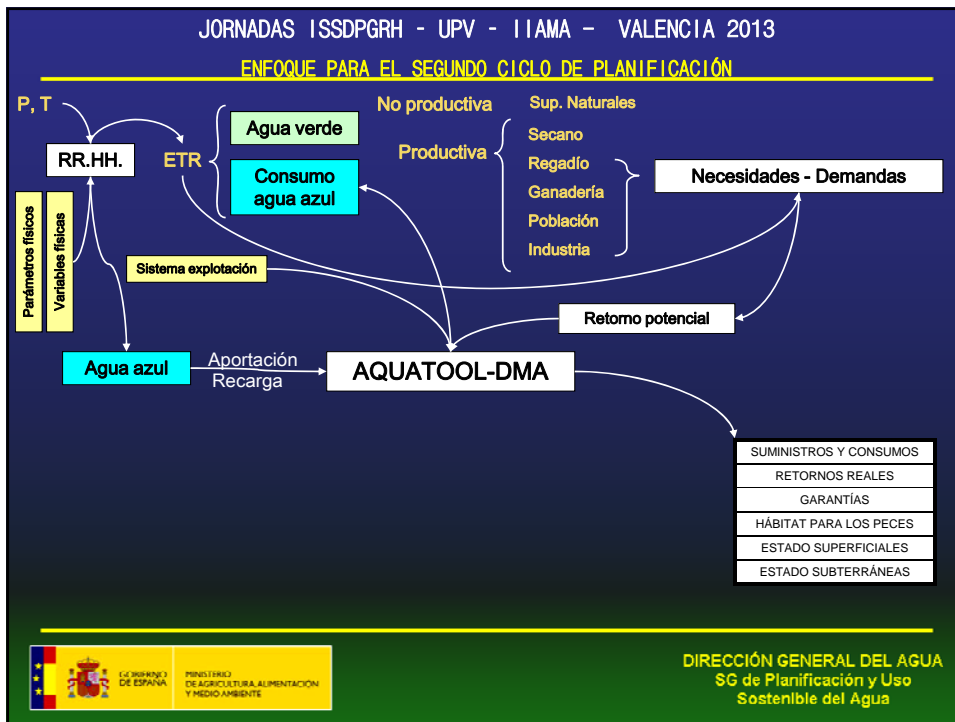 JORNADAS ISSDPGRH - UPV - IIAMA – VALENCIA 2013
ENFOQUE PARA EL SEGUNDO CICLO DE PLANIFICACIÓN
P, T
RR.HH.
ETR
Agua verde
Consumo
agua azul
No productiva
Productiva
Sup. Naturales
Secano
Regadío
Ganadería
Población
Industria
Necesidades - Demandas
Parámetros físicos
Variables físicas
Sistema explotación
Retorno potencial
Agua azul
Aportación
Recarga
AQUATOOL-DMA
SUMINISTROS Y CONSUMOS
RETORNOS REALES
GARANTÍAS
HÁBITAT PARA LOS PECES
ESTADO SUPERFICIALES
ESTADO SUBTERRÁNEAS
GOBIERNO
DE ESPAÑA
MINISTERIO
DE AGRICULTURA, ALIMENTACIÓN
Y MEDIO AMBIENTE
DIRECCIÓN GENERAL DEL AGUA
SG de Planificación y Uso
Sostenible del Agua